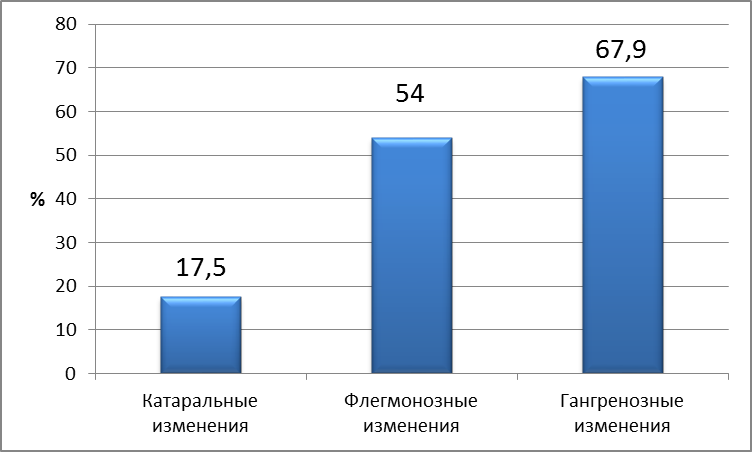 80
70
60
50
%
40
30
20
10
0
17,5
54
67,9
Катаральные
изменения
Флегмонозные
изменения
Гангренозные
изменения